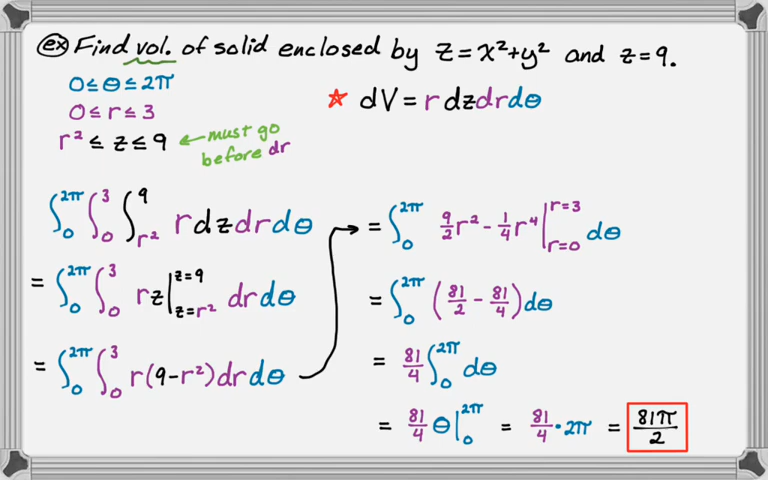 ex Find vol. of solid enclosed by z = x² + y² and z = 9.
0 ≤ θ ≤ 2π
0 ≤ r ≤ 3
r² ≤ z ≤ 9 ← must go before dr
★ dV = r dz dr dθ
∫₀^{2π} ∫₀^{3} ∫_{r²}^{9} r dz dr dθ
= ∫₀^{2π} ∫₀^{3} rz |_{z=r²}^{z=9} dr dθ
= ∫₀^{2π} ∫₀^{3} r(9 - r²) dr dθ
= ∫₀^{2π} 9/2 r² - 1/4 r⁴ |_{r=0}^{r=3} dθ
= ∫₀^{2π} (81/2 - 81/4) dθ
= 81/4 ∫₀^{2π} dθ
= 81/4 θ |₀^{2π} = 81/4 · 2π = 81π/2